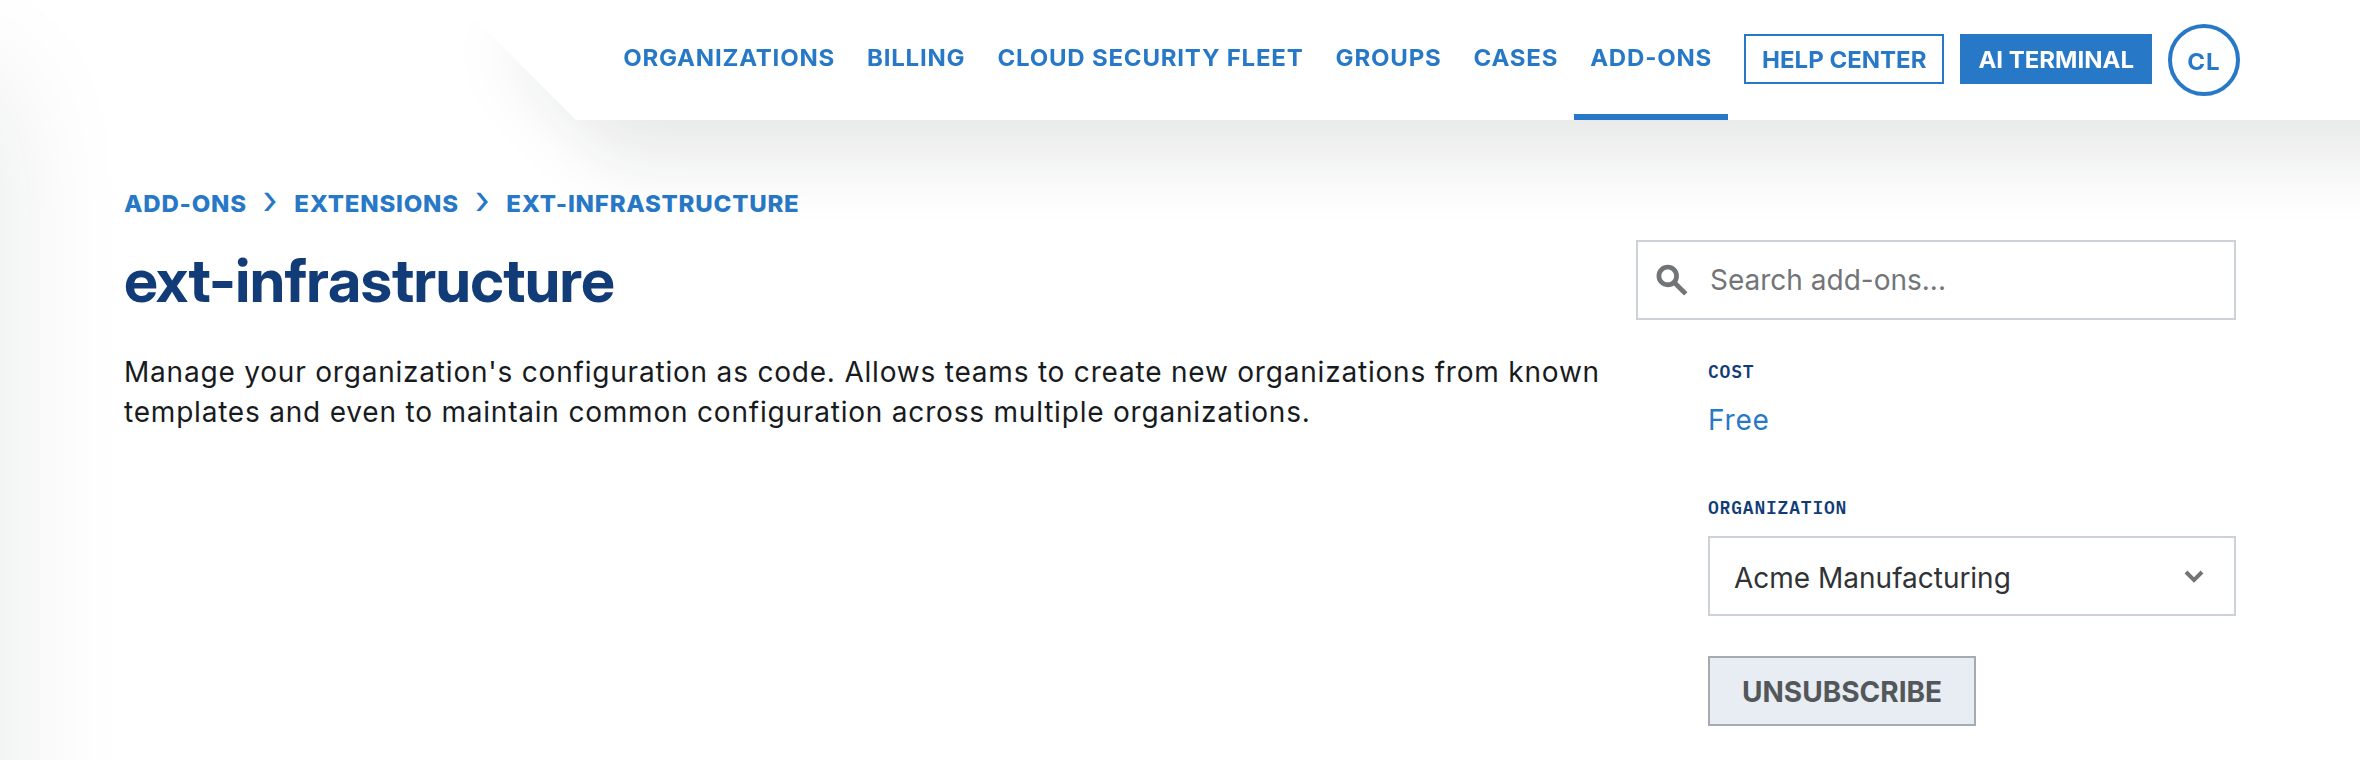 ORGANIZATIONS BILLING CLOUD SECURITY FLEET GROUPS CASES ADD-ONS HELP CENTER AI TERMINAL CL
ADD-ONS > EXTENSIONS > EXT-INFRASTRUCTURE
ext-infrastructure
Search add-ons...
Manage your organization's configuration as code. Allows teams to create new organizations from known
templates and even to maintain common configuration across multiple organizations.
COST
Free
ORGANIZATION
Acme Manufacturing
UNSUBSCRIBE